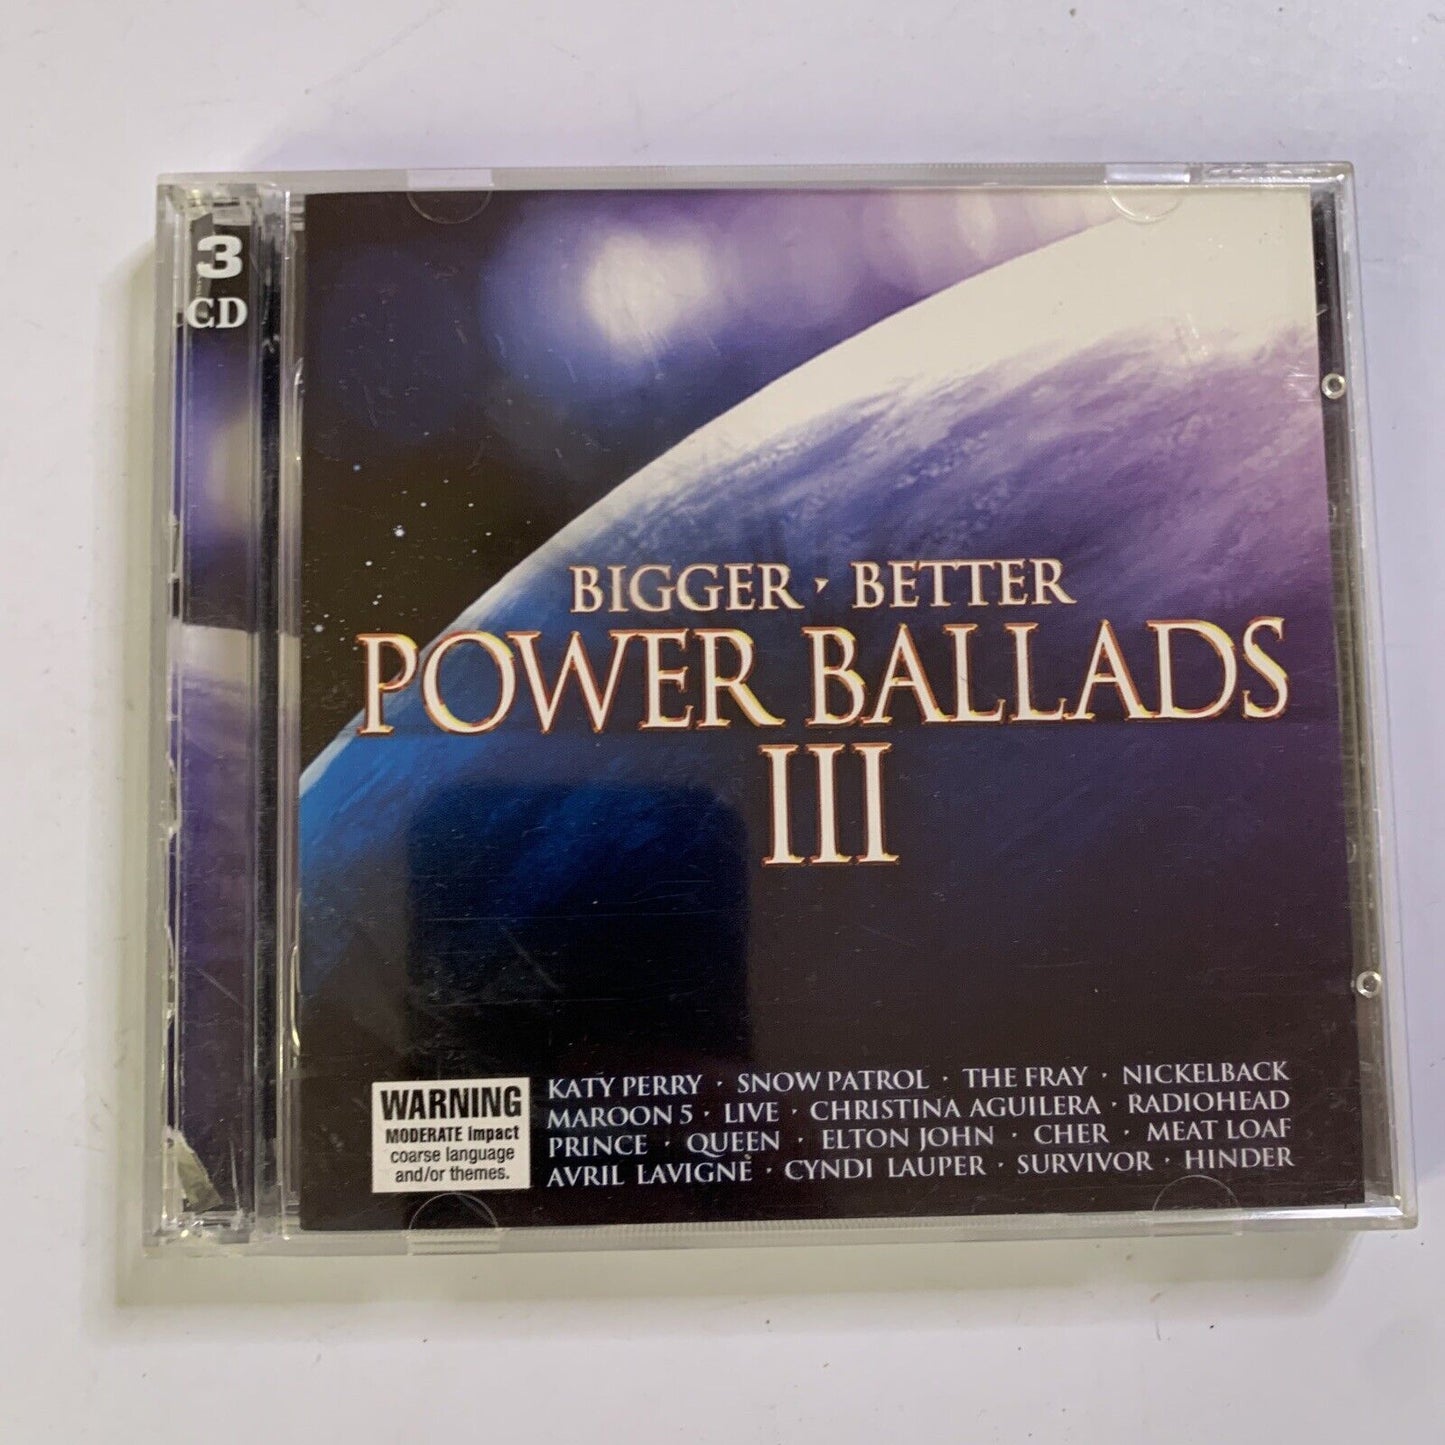 3
CD
BIGGER · BETTER
POWER BALLADS
III
WARNING
MODERATE impact
coarse language
and/or themes.
KATY PERRY · SNOW PATROL · THE FRAY · NICKELBACK
MAROON 5 · LIVE · CHRISTINA AGUILERA · RADIOHEAD
PRINCE · QUEEN · ELTON JOHN · CHER · MEAT LOAF
AVRIL LAVIGNE · CYNDI LAUPER · SURVIVOR · HINDER